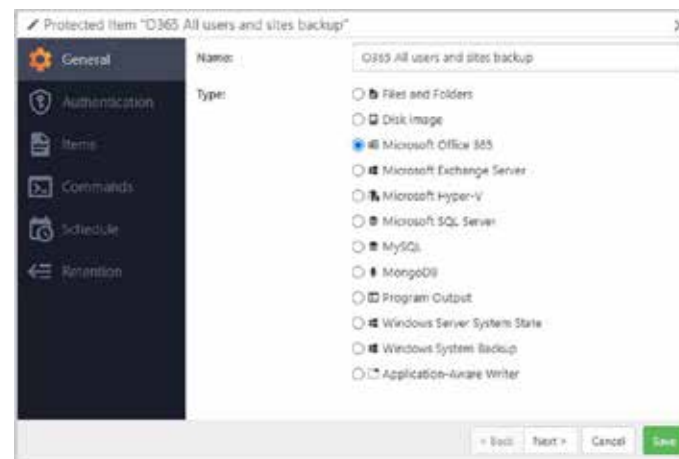 Protected Item "O365 All users and sites backup"
General
Name: O365 All users and sites backup
Authentication
Type:
Files and Folders
Disk Image
Items
Microsoft Office 365
Microsoft Exchange Server
Commands
Microsoft Hyper-V
Microsoft SQL Server
Schedule
MySQL
MongoDB
Retention
Program Output
Windows Server System State
Windows System Backup
Application-Aware Writer
< Back Next > Cancel Save